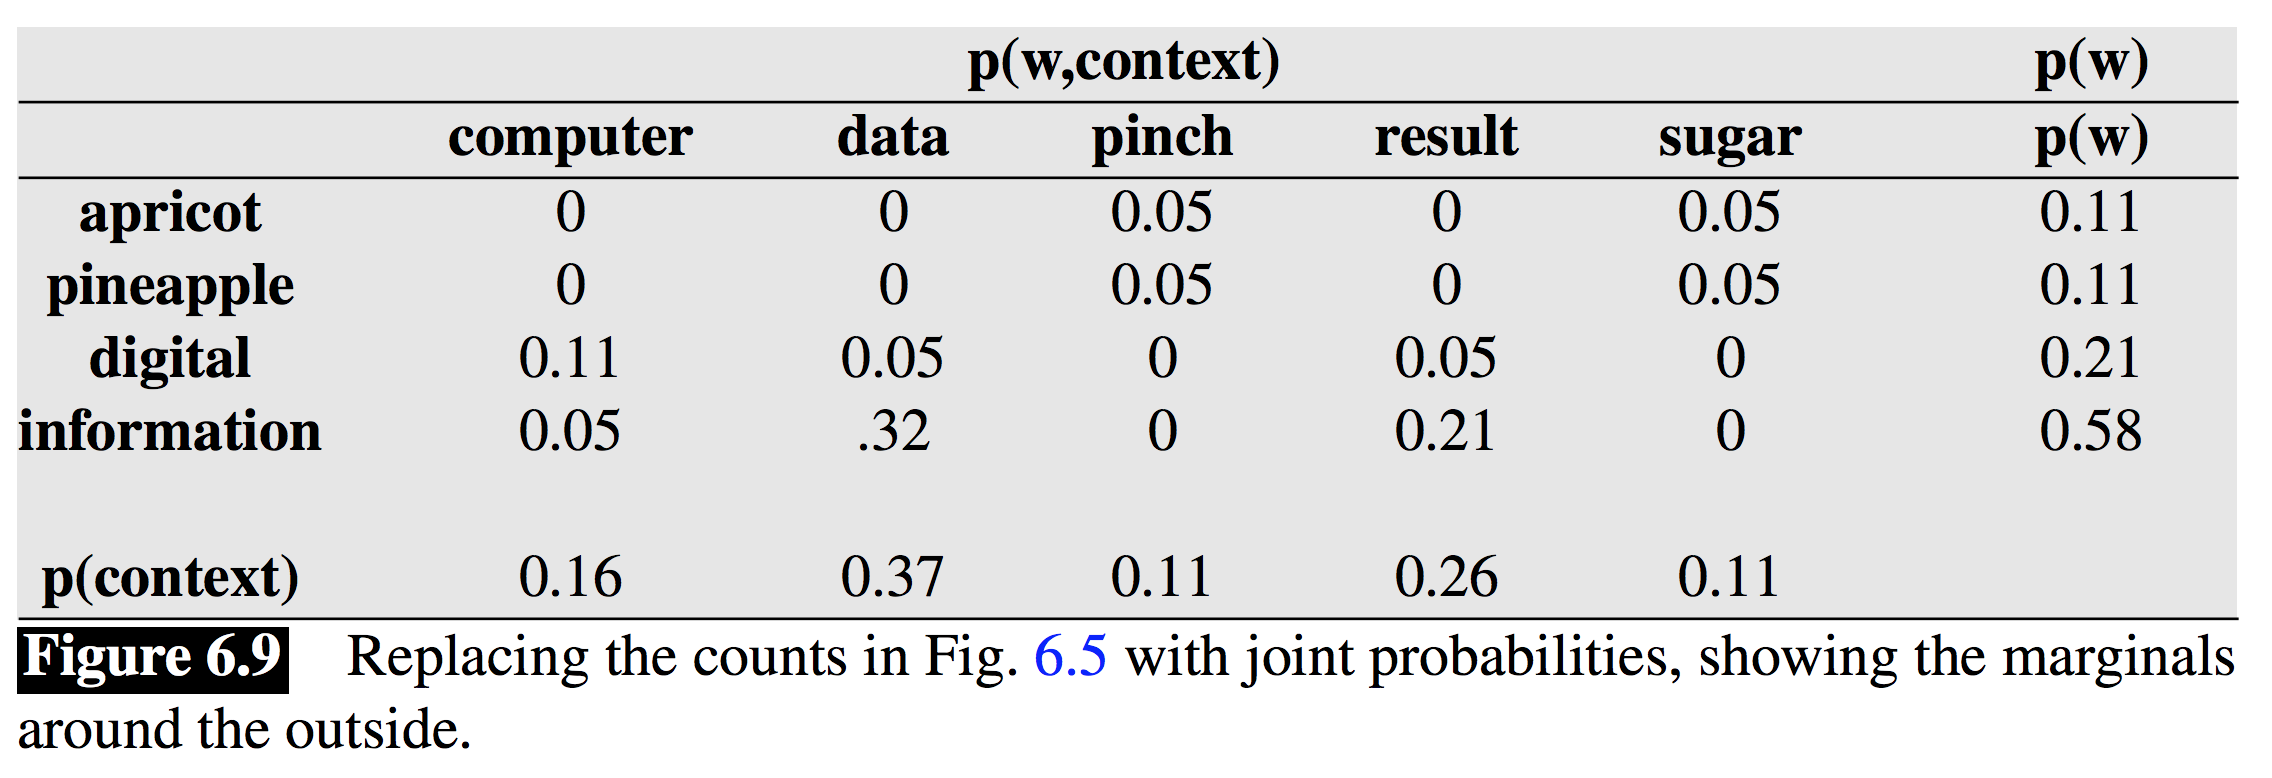 p(w,context) p(w)
computer data pinch result sugar p(w)
apricot 0 0 0.05 0 0.05 0.11
pineapple 0 0 0.05 0 0.05 0.11
digital 0.11 0.05 0 0.05 0 0.21
information 0.05 .32 0 0.21 0 0.58
p(context) 0.16 0.37 0.11 0.26 0.11
Figure 6.9 Replacing the counts in Fig. 6.5 with joint probabilities, showing the marginals
around the outside.